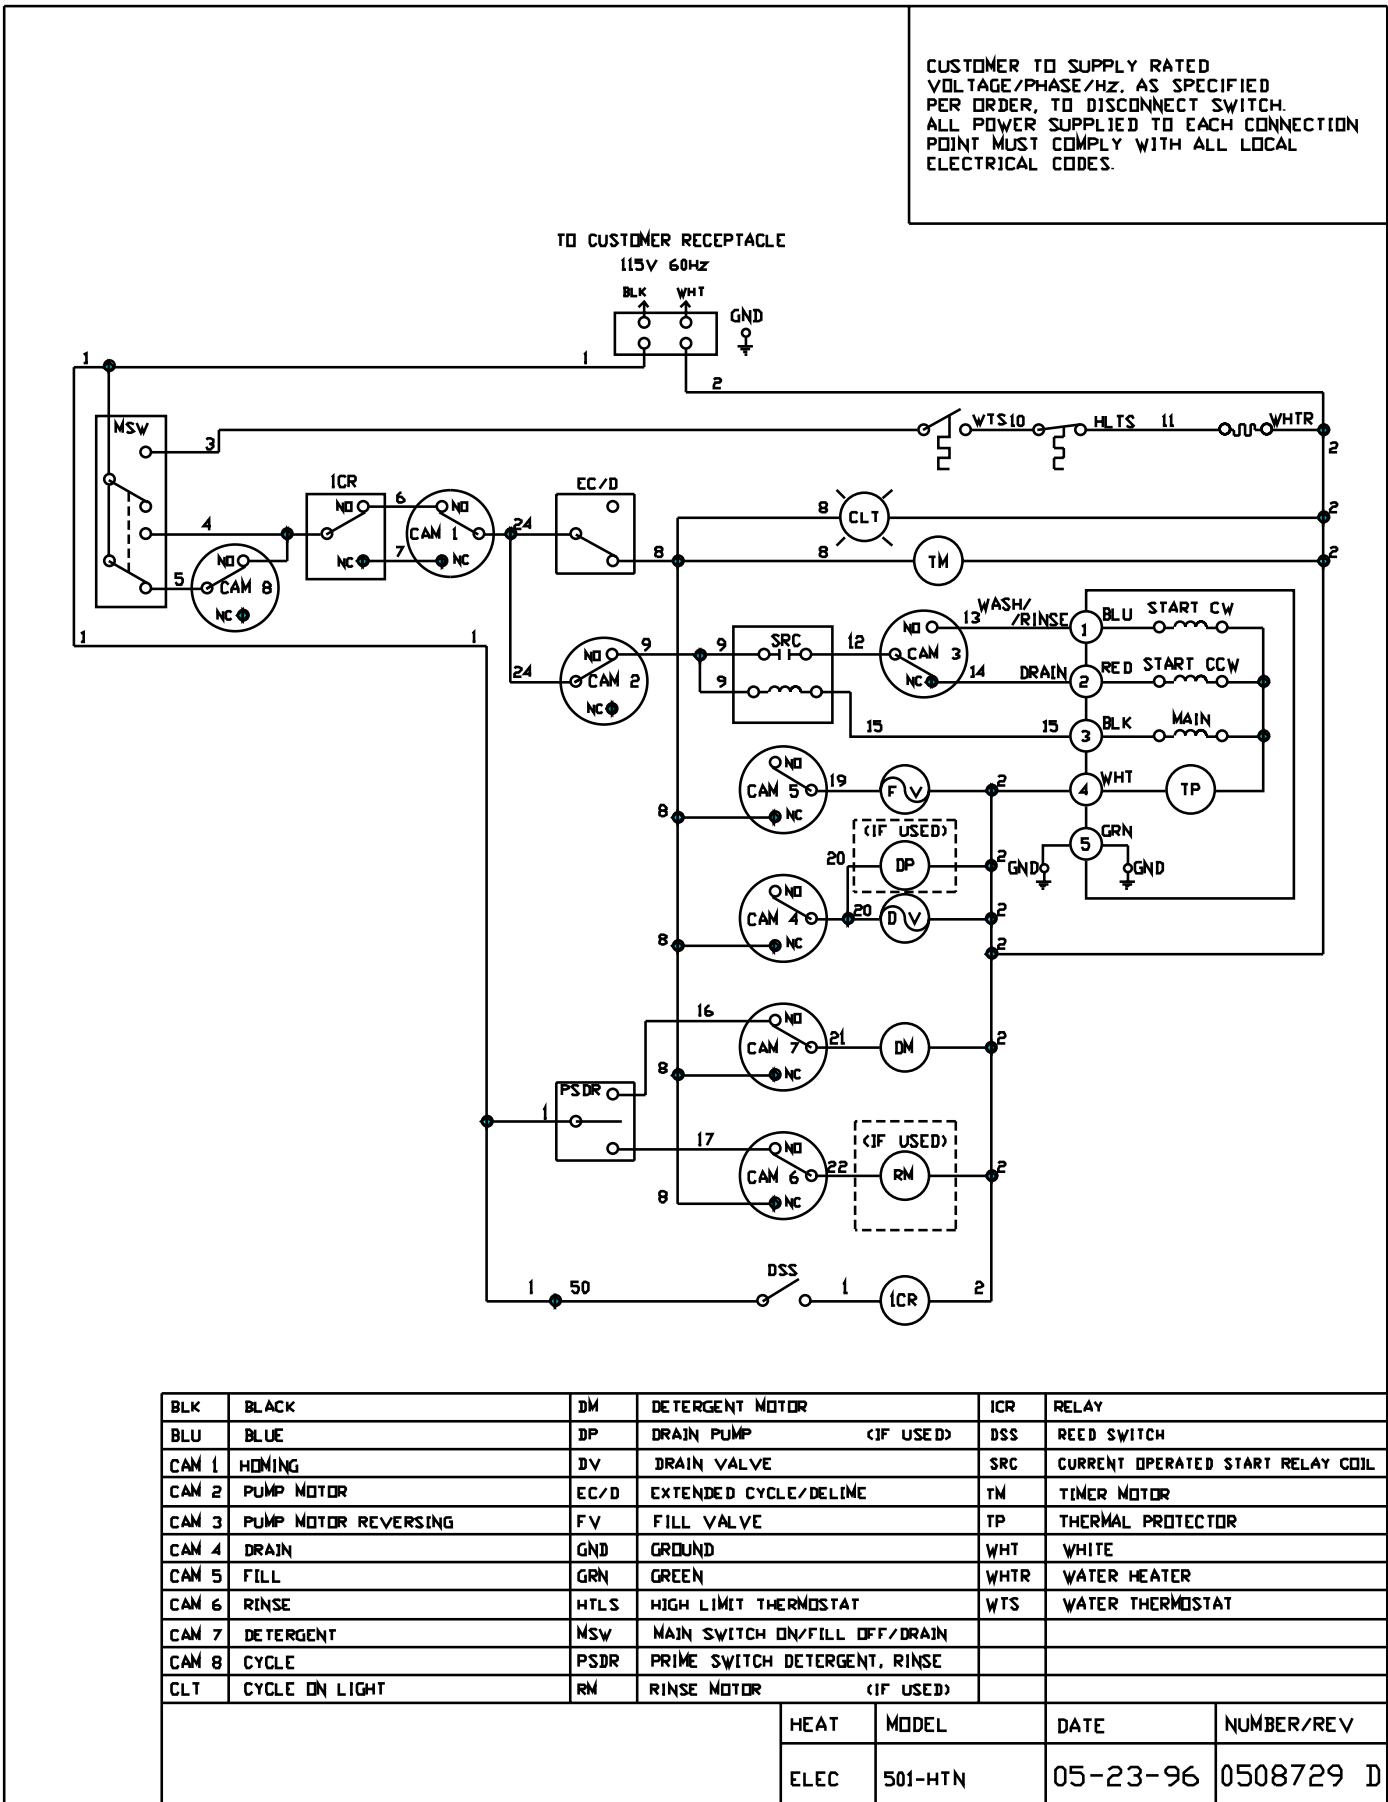 CUSTOMER TO SUPPLY RATED
VOLTAGE/PHASE/Hz, AS SPECIFIED
PER ORDER, TO DISCONNECT SWITCH.
ALL POWER SUPPLIED TO EACH CONNECTION
POINT MUST COMPLY WITH ALL LOCAL
ELECTRICAL CODES.
TO CUSTOMER RECEPTACLE
115V 60Hz
BLK WHT
GND
1 1
2
MSW
3
WTS 10 HLTS 11 WHTR
2
1CR EC/D
NO 6 NO
8 CLT 2
4 CAM 1 24
NO NC 7 NC 8 8 TM 2
5 CAM 8
NC
WASH/
13 /RINSE 1 BLU START CW
NO
1 1
9 9 SRC 12 CAM 3
NO
24 CAM 2 9 NC 14 DRAIN 2 RED START CCW
NC
15 15 3 BLK MAIN
NO
CAM 5 19 FV 2 4 WHT TP
8 NC
(IF USED)
20 DP 2 5 GRN
GND GND
NO
CAM 4 20 DV 2
8 NC 2
16 NO
CAM 7 21 DM 2
8 NC
PSDR
1
17 NO (IF USED)
CAM 6 22 RM 2
8 NC
DSS
1 50 1 1CR 2
BLK BLACK DM DETERGENT MOTOR 1CR RELAY
BLU BLUE DP DRAIN PUMP (IF USED) DSS REED SWITCH
CAM 1 HOMING DV DRAIN VALVE SRC CURRENT OPERATED START RELAY COIL
CAM 2 PUMP MOTOR EC/D EXTENDED CYCLE/DELIME TM TIMER MOTOR
CAM 3 PUMP MOTOR REVERSING FV FILL VALVE TP THERMAL PROTECTOR
CAM 4 DRAIN GND GROUND WHT WHITE
CAM 5 FILL GRN GREEN WHTR WATER HEATER
CAM 6 RINSE HTLS HIGH LIMIT THERMOSTAT WTS WATER THERMOSTAT
CAM 7 DETERGENT MSW MAIN SWITCH ON/FILL OFF/DRAIN
CAM 8 CYCLE PSDR PRIME SWITCH DETERGENT, RINSE
CLT CYCLE ON LIGHT RM RINSE MOTOR (IF USED)
HEAT MODEL DATE NUMBER/REV
ELEC 501-HTN 05-23-96 0508729 D